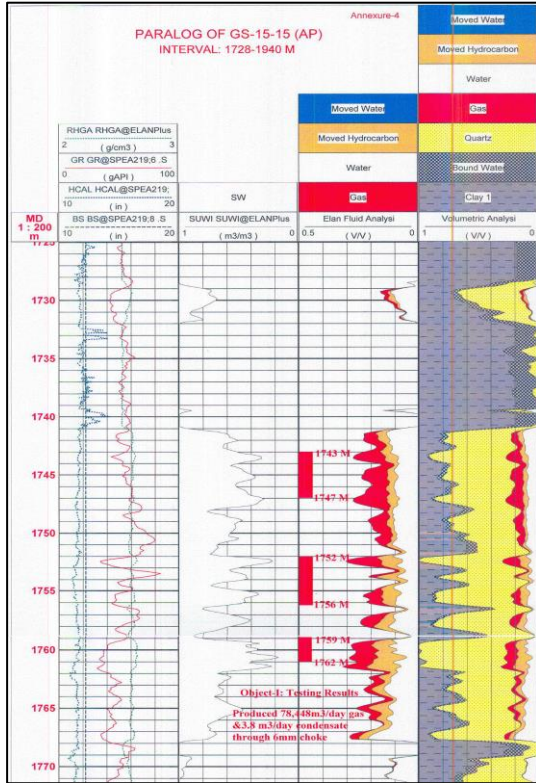 Annexure-4
PARALOG OF GS-15-15 (AP)
INTERVAL: 1728-1940 M
Moved Water
Moved Hydrocarbon
Water
Moved Water
Gas
RHGA RHGA@ELANPlus
2 (g/cm3) 3
Moved Hydrocarbon
Quartz
GR GR@SPEA219;6 .S
0 (gAPI) 100
Water
Bound Water
HCAL HCAL@SPEA219;
10 (in) 20
SW
Gas
Clay 1
MD
1 : 200
m
BS BS@SPEA219;8 .S
10 (in) 20
SUWI SUWI@ELANPlus
1 (m3/m3) 0
Elan Fluid Analysi
0.5 (V/V) 0
Volumetric Analysi
1 (V/V) 0
1725
1730
1735
1740
1743 M
1745
1747 M
1750
1752 M
1755
1756 M
1759 M
1760
1762 M
Object-I: Testing Results
1765
Produced 78,448m3/day gas
&3.8 m3/day condensate
through 6mm choke
1770